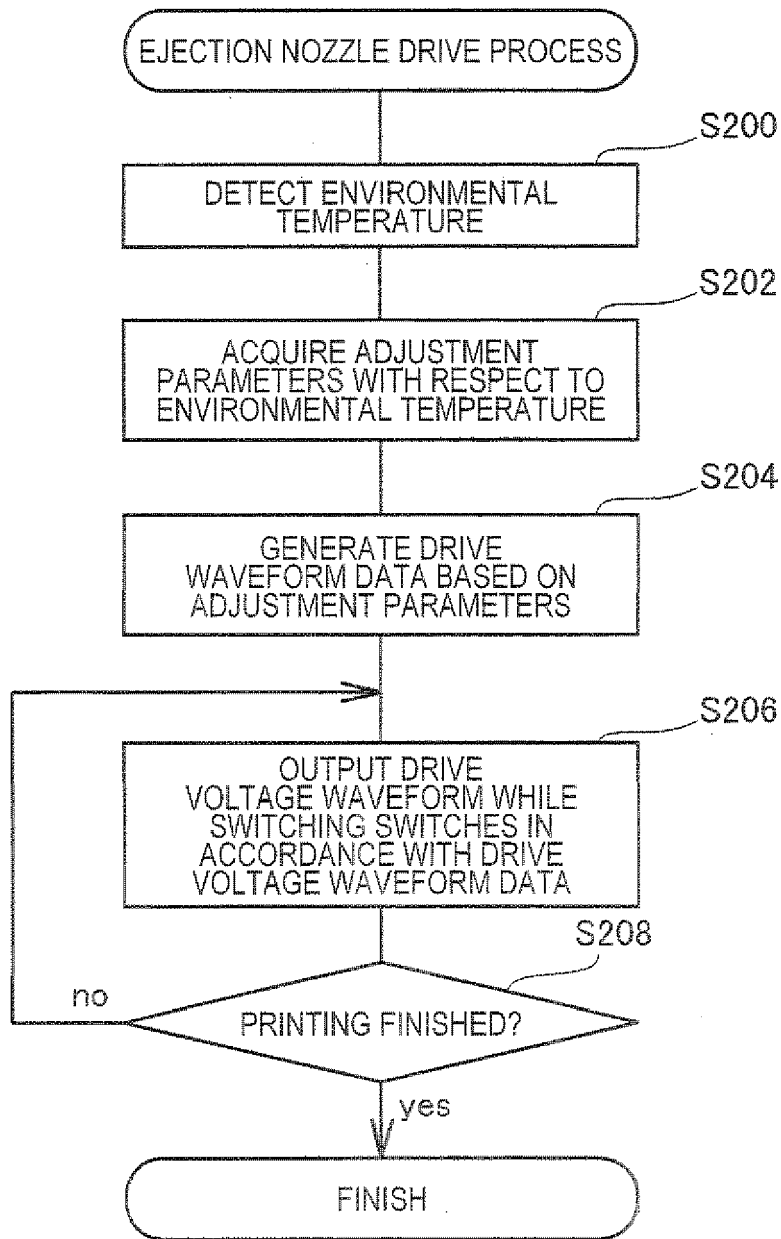 EJECTION NOZZLE DRIVE PROCESS
S200
DETECT ENVIRONMENTAL
TEMPERATURE
S202
ACQUIRE ADJUSTMENT
PARAMETERS WITH RESPECT TO
ENVIRONMENTAL TEMPERATURE
S204
GENERATE DRIVE
WAVEFORM DATA BASED ON
ADJUSTMENT PARAMETERS
S206
OUTPUT DRIVE
VOLTAGE WAVEFORM WHILE
SWITCHING SWITCHES IN
ACCORDANCE WITH DRIVE
VOLTAGE WAVEFORM DATA
S208
no
PRINTING FINISHED?
yes
FINISH